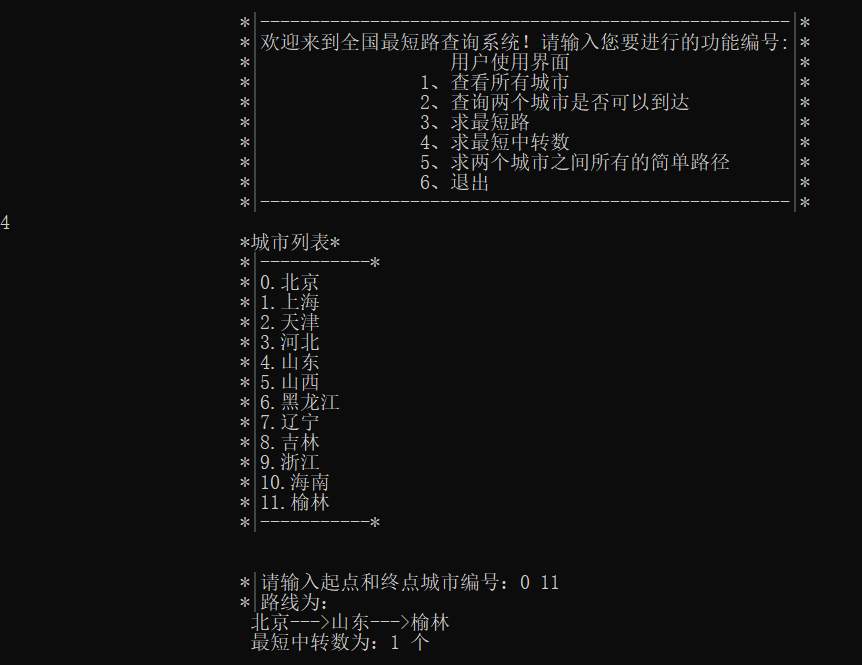 *|-----------------------------------------------------|*
*|欢迎来到全国最短路查询系统！请输入您要进行的功能编号:|*
*|用户使用界面|*
*|1、查看所有城市|*
*|2、查询两个城市是否可以到达|*
*|3、求最短路|*
*|4、求最短中转数|*
*|5、求两个城市之间所有的简单路径|*
*|6、退出|*
*|-----------------------------------------------------|*
4
*城市列表*
*|-----------*
*|0.北京
*|1.上海
*|2.天津
*|3.河北
*|4.山东
*|5.山西
*|6.黑龙江
*|7.辽宁
*|8.吉林
*|9.浙江
*|10.海南
*|11.榆林
*|-----------*
*|请输入起点和终点城市编号：0 11
*|路线为：
北京--->山东--->榆林
最短中转数为：1 个